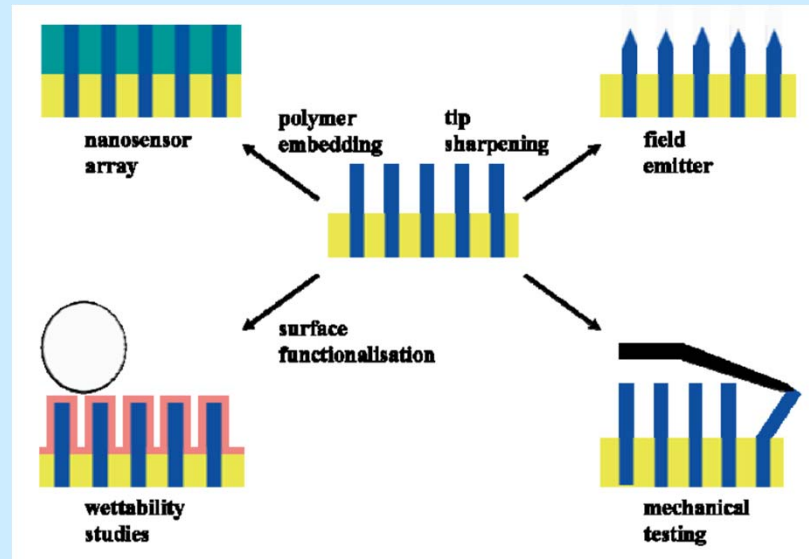 nanosensor
array
polymer
embedding
tip
sharpening
field
emitter
surface
functionalisation
wettability
studies
mechanical
testing